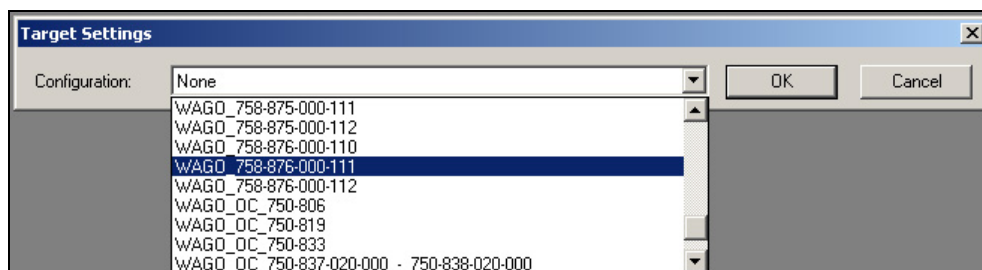 Target Settings
Configuration: None OK Cancel
WAGO_758-875-000-111
WAGO_758-875-000-112
WAGO_758-876-000-110
WAGO_758-876-000-111
WAGO_758-876-000-112
WAGO_OC_750-806
WAGO_OC_750-819
WAGO_OC_750-833
WAGO_OC_750-837-020-000 - 750-838-020-000